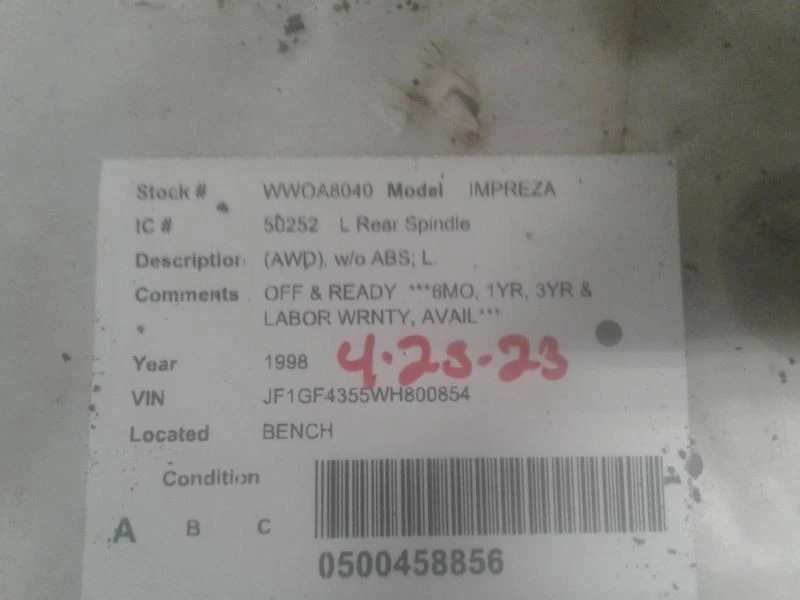 Stock # WWOA8040 Model IMPREZA
IC # 50252 L Rear Spindle
Description (AWD), w/o ABS; L.
Comments OFF & READY ***6MO, 1YR, 3YR &
LABOR WRNTY, AVAIL***
Year 1998 4.25.23
VIN JF1GF4355WH800854
Located BENCH
Condition
A B C
0500458856